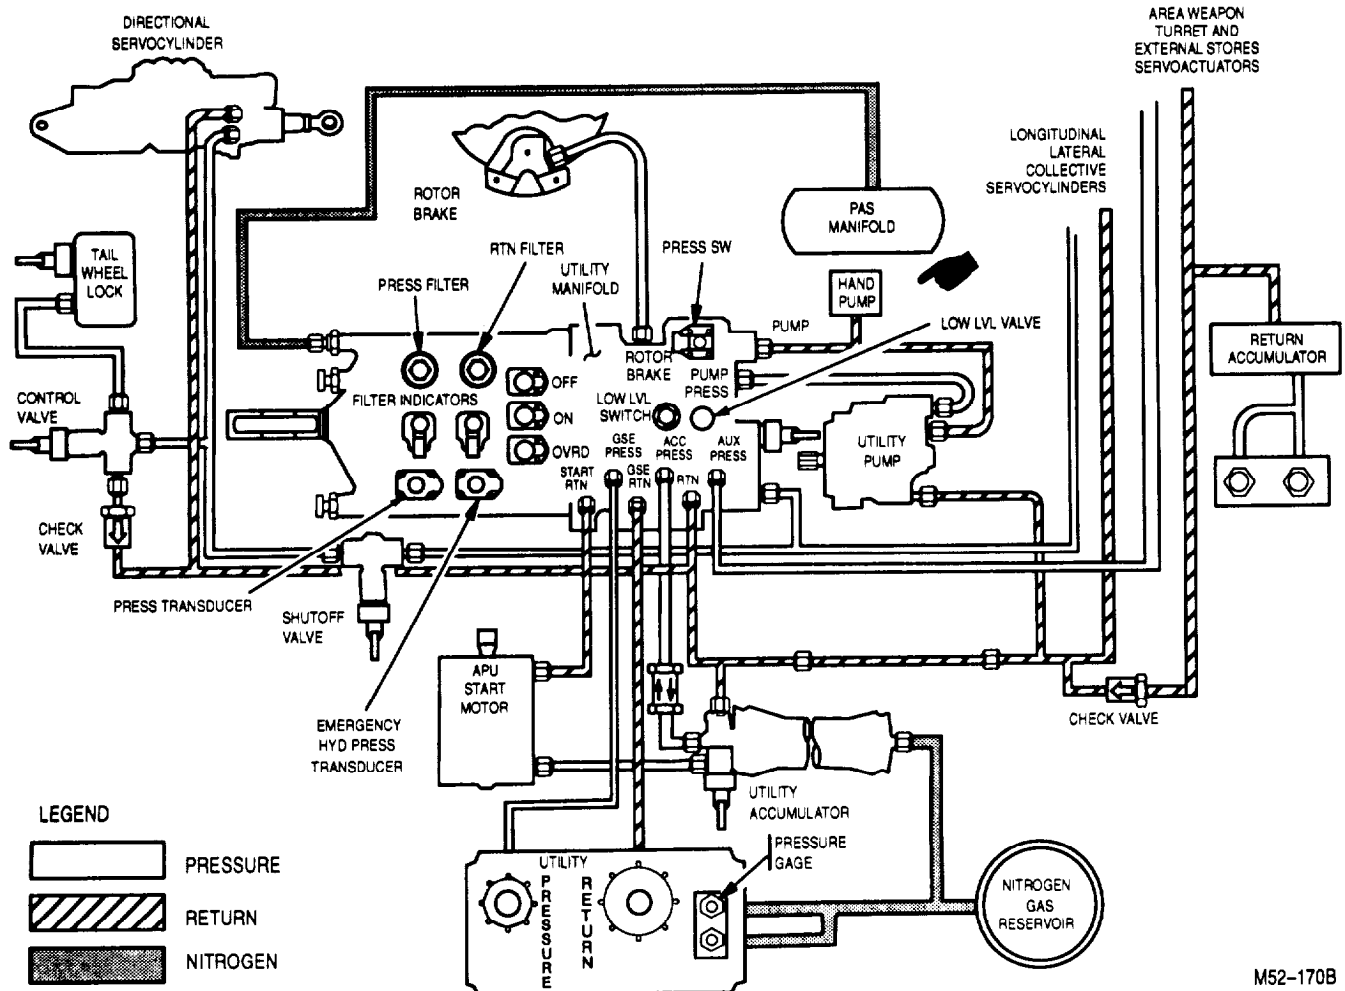 DIRECTIONAL
SERVOCYLINDER
AREA WEAPON
TURRET AND
EXTERNAL STORES
SERVOACTUATORS
LONGITUDINAL
LATERAL
COLLECTIVE
SERVOCYLINDERS
ROTOR
BRAKE
PAS
MANIFOLD
TAIL
WHEEL
LOCK
RTN FILTER
PRESS SW
UTILITY
MANIFOLD
PRESS FILTER
HAND
PUMP
PUMP
LOW LVL VALVE
RETURN
ACCUMULATOR
ROTOR
BRAKE
PUMP
PRESS
OFF
FILTER INDICATORS
LOW LVL
SWITCH
ON
CONTROL
VALVE
OVRD
GSE
PRESS
ACC
PRESS
AUX
PRESS
UTILITY
PUMP
START
RTN
GSE
RTN
RTN
CHECK
VALVE
PRESS TRANSDUCER
SHUTOFF
VALVE
APU
START
MOTOR
EMERGENCY
HYD PRESS
TRANSDUCER
CHECK VALVE
UTILITY
ACCUMULATOR
LEGEND
PRESSURE
RETURN
NITROGEN
PRESSURE
GAGE
UTILITY
PRESSURE
RETURN
NITROGEN
GAS
RESERVOIR
M52-170B